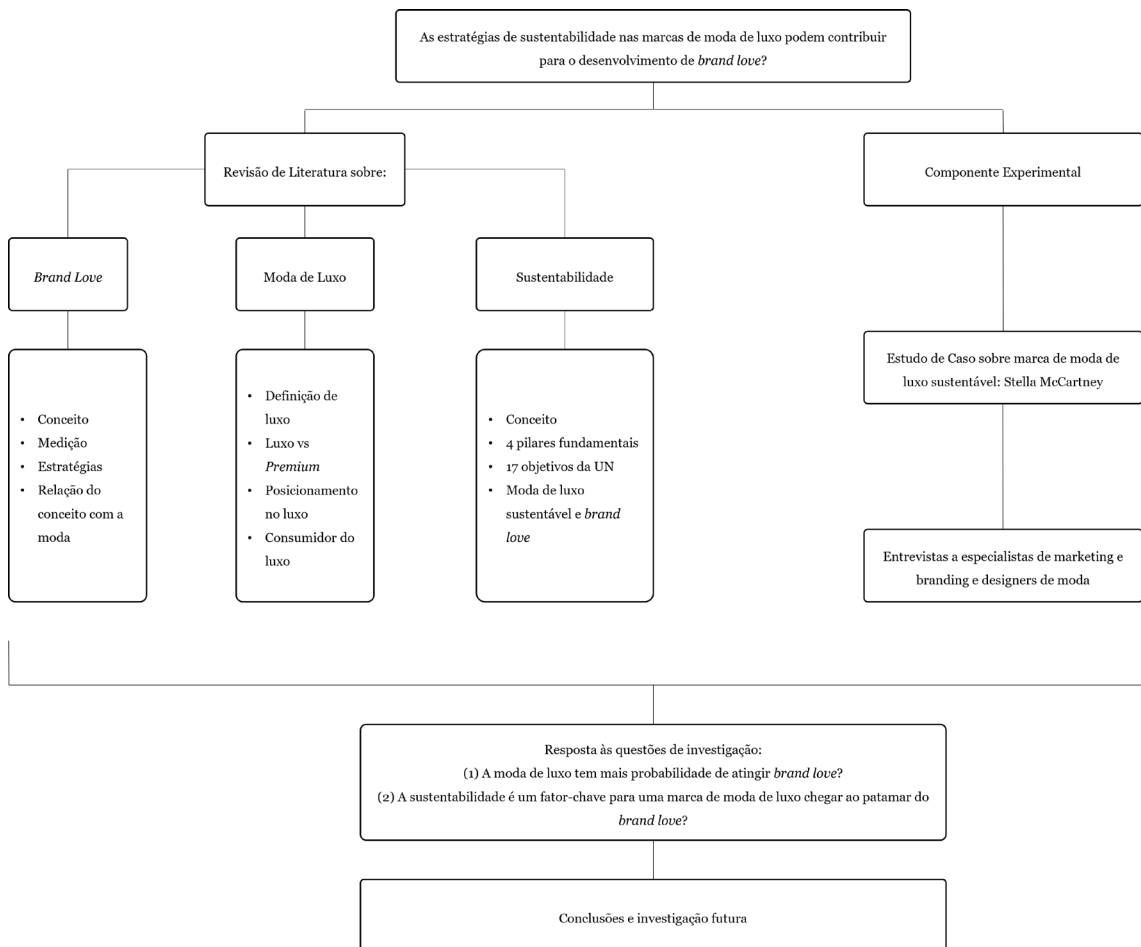 As estratégias de sustentabilidade nas marcas de moda de luxo podem contribuir
para o desenvolvimento de brand love?
Revisão de Literatura sobre:
Componente Experimental
Brand Love
Moda de Luxo
Sustentabilidade
• Conceito
• Medição
• Estratégias
• Relação do
conceito com a
moda
• Definição de
luxo
• Luxo vs
Premium
• Posicionamento
no luxo
• Consumidor do
luxo
• Conceito
• 4 pilares fundamentais
• 17 objetivos da UN
• Moda de luxo
sustentável e brand
love
Estudo de Caso sobre marca de moda de
luxo sustentável: Stella McCartney
Entrevistas a especialistas de marketing e
branding e designers de moda
Resposta às questões de investigação:
(1) A moda de luxo tem mais probabilidade de atingir brand love?
(2) A sustentabilidade é um fator-chave para uma marca de moda de luxo chegar ao patamar do
brand love?
Conclusões e investigação futura